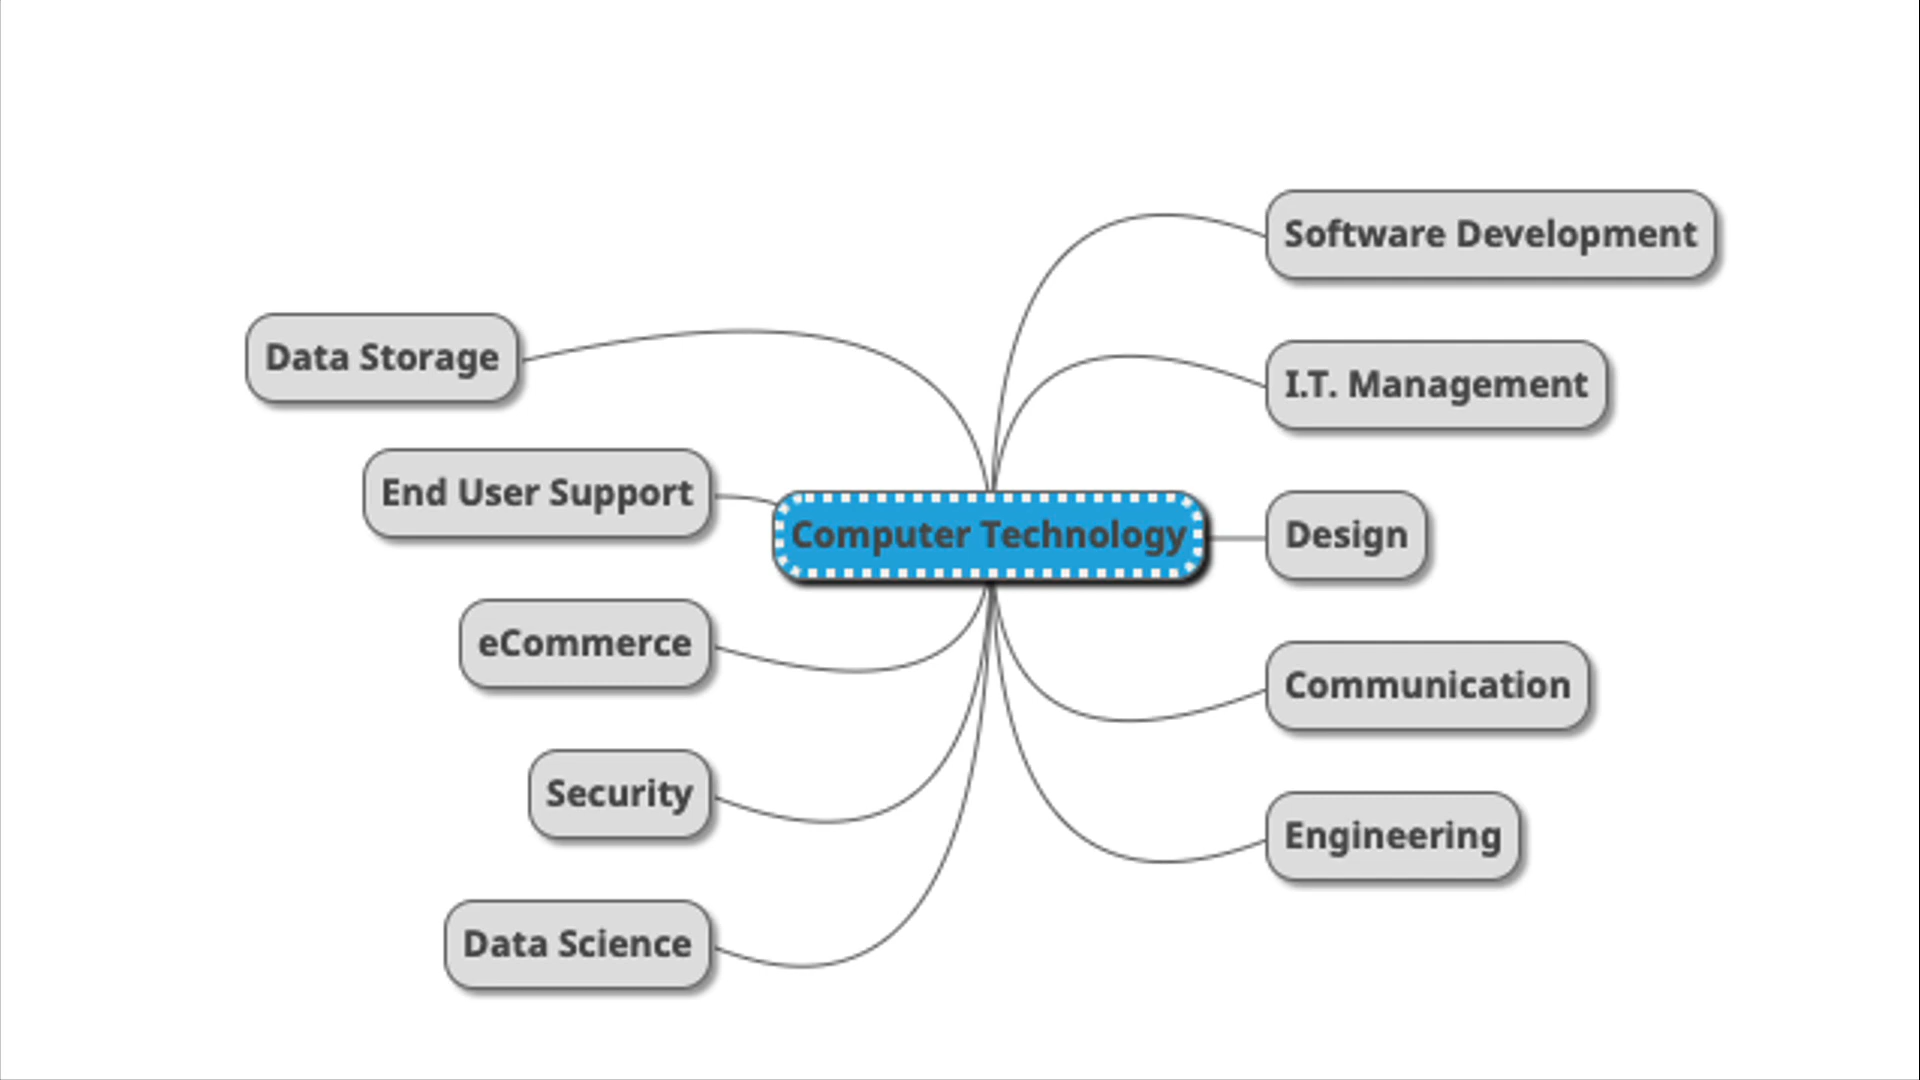 Software Development
Data Storage
I.T. Management
End User Support
Computer Technology
Design
eCommerce
Communication
Security
Engineering
Data Science